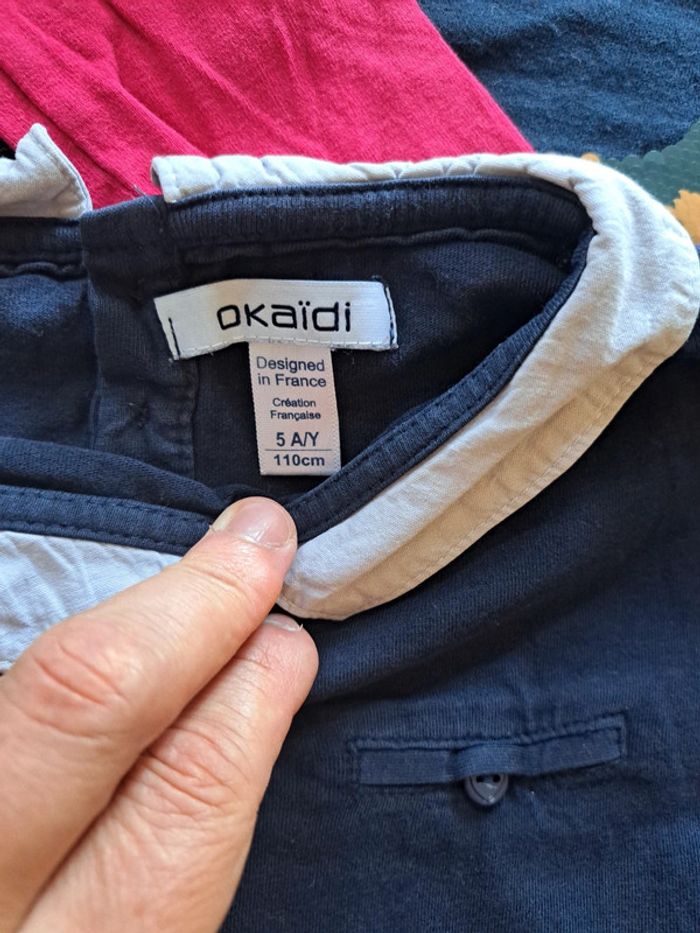 okaïdi
Designed
in France
Création
Française
5 A/Y
110cm